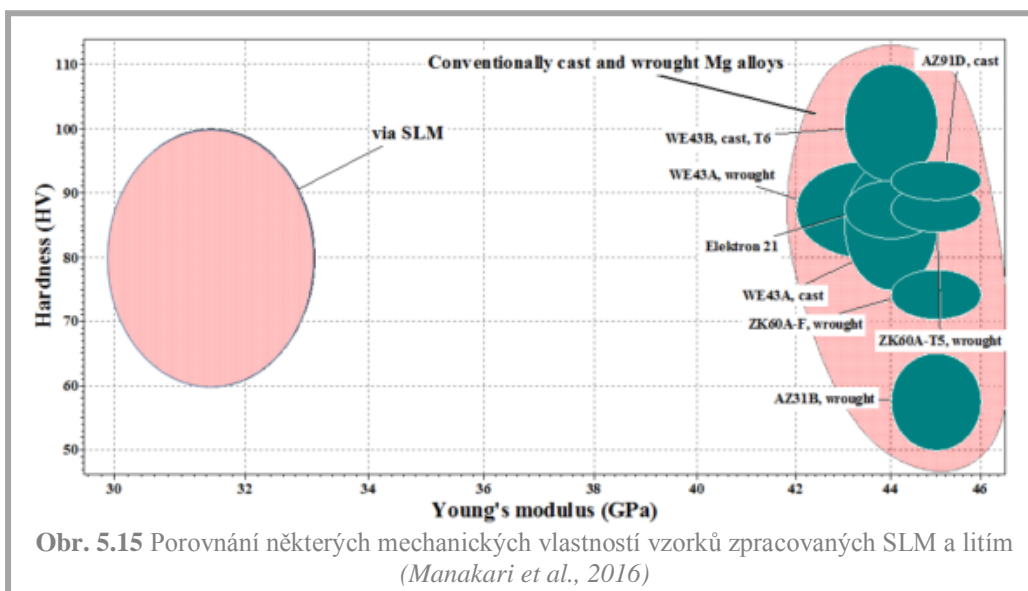 Conventionally cast and wrought Mg alloys
AZ91D, cast
via SLM
WE43B, cast, T6
WE43A, wrought
Elektron 21
WE43A, cast
ZK60A-F, wrought
ZK60A-T5, wrought
AZ31B, wrought
Hardness (HV)
110
100
90
80
70
60
50
30 32 34 36 38 40 42 44 46
Young's modulus (GPa)
Obr. 5.15 Porovnání některých mechanických vlastností vzorků zpracovaných SLM a litím
(Manakari et al., 2016)